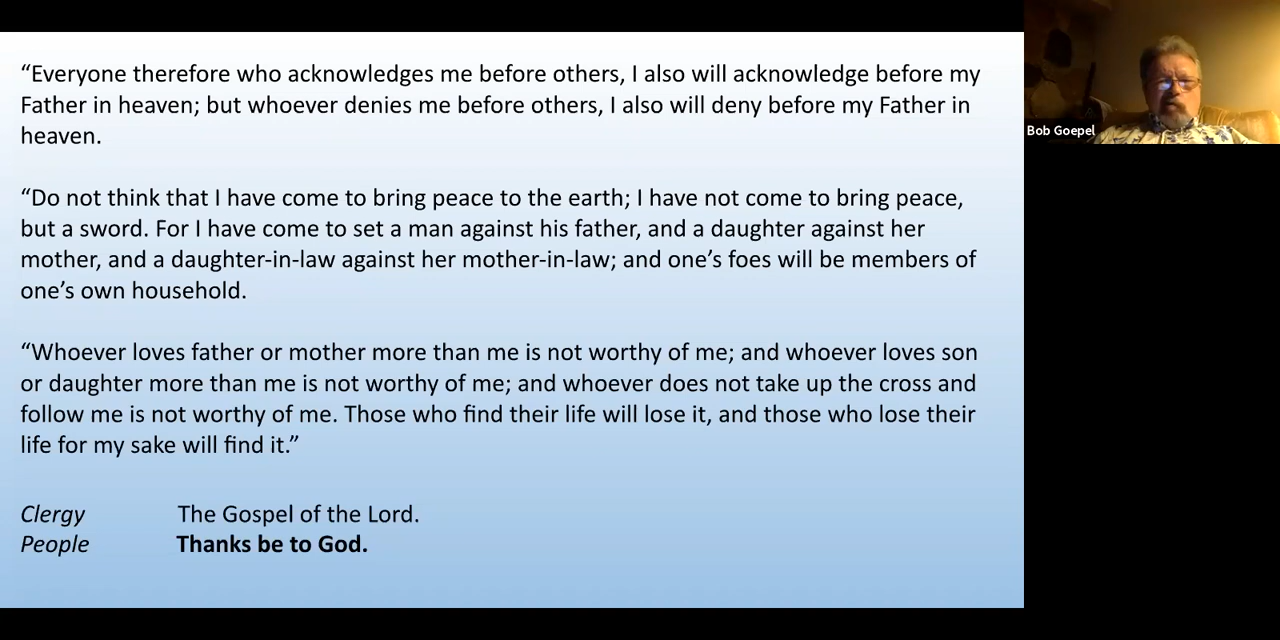 “Everyone therefore who acknowledges me before others, I also will acknowledge before my
Father in heaven; but whoever denies me before others, I also will deny before my Father in
heaven.
“Do not think that I have come to bring peace to the earth; I have not come to bring peace,
but a sword. For I have come to set a man against his father, and a daughter against her
mother, and a daughter-in-law against her mother-in-law; and one’s foes will be members of
one’s own household.
“Whoever loves father or mother more than me is not worthy of me; and whoever loves son
or daughter more than me is not worthy of me; and whoever does not take up the cross and
follow me is not worthy of me. Those who find their life will lose it, and those who lose their
life for my sake will find it.”
Clergy The Gospel of the Lord.
People Thanks be to God.
Bob Goepel